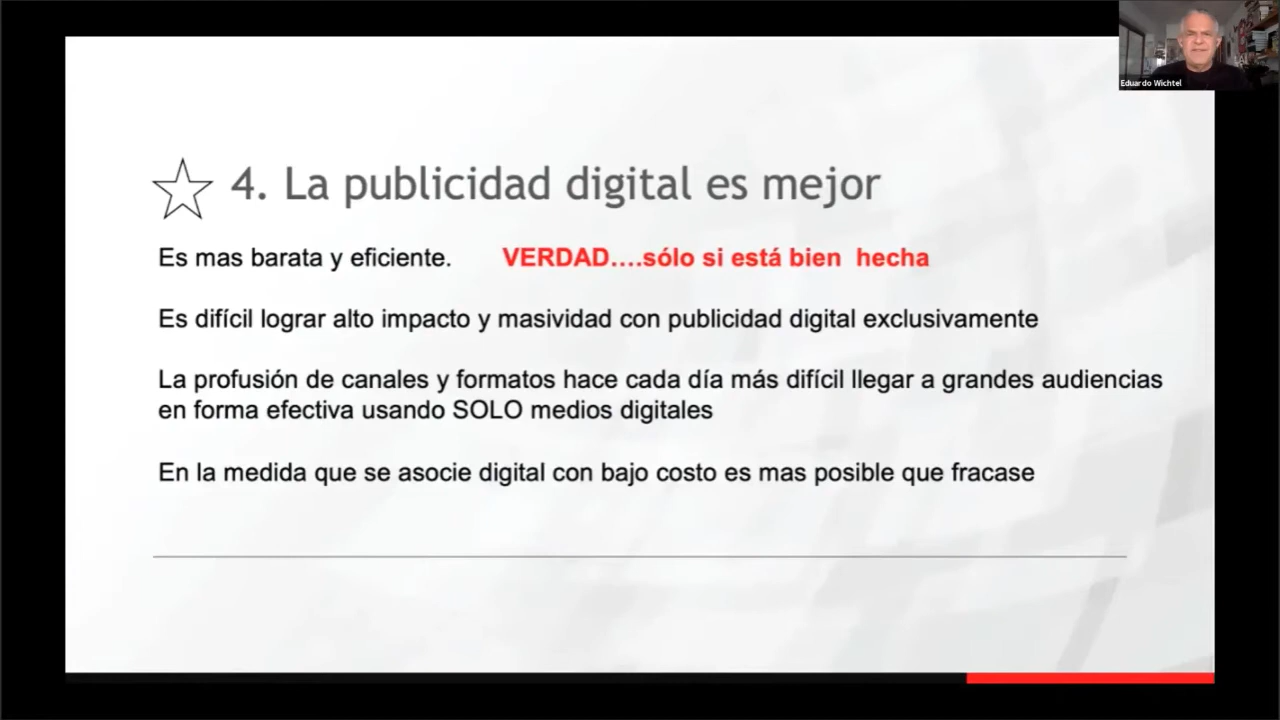 Eduardo Wichtel
4. La publicidad digital es mejor
Es mas barata y eficiente. VERDAD....sólo si está bien hecha
Es difícil lograr alto impacto y masividad con publicidad digital exclusivamente
La profusión de canales y formatos hace cada día más difícil llegar a grandes audiencias
en forma efectiva usando SOLO medios digitales
En la medida que se asocie digital con bajo costo es mas posible que fracase